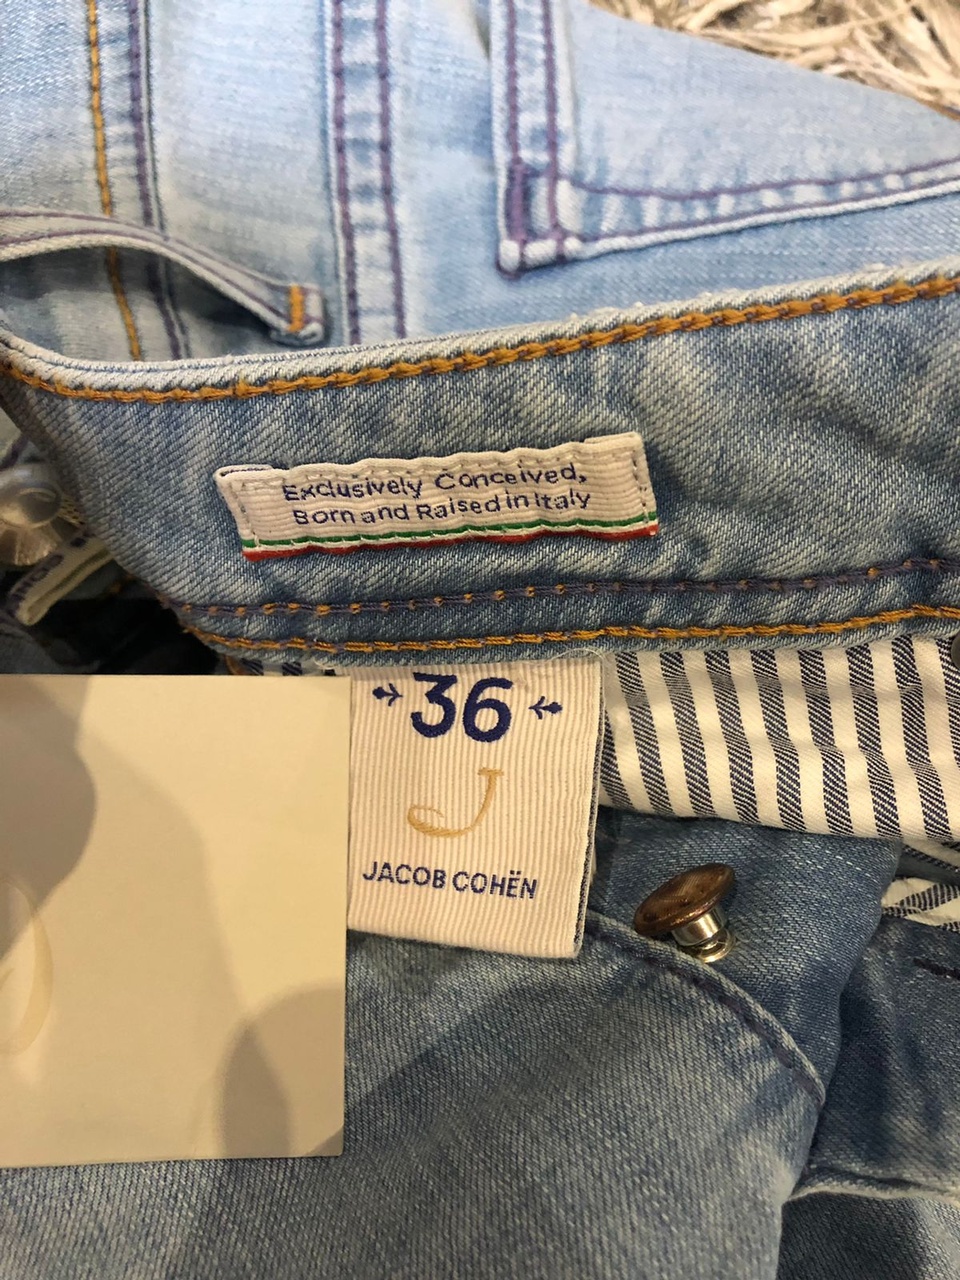 Exclusively Conceived,
Born and Raised in Italy
36
J
JACOB COHËN